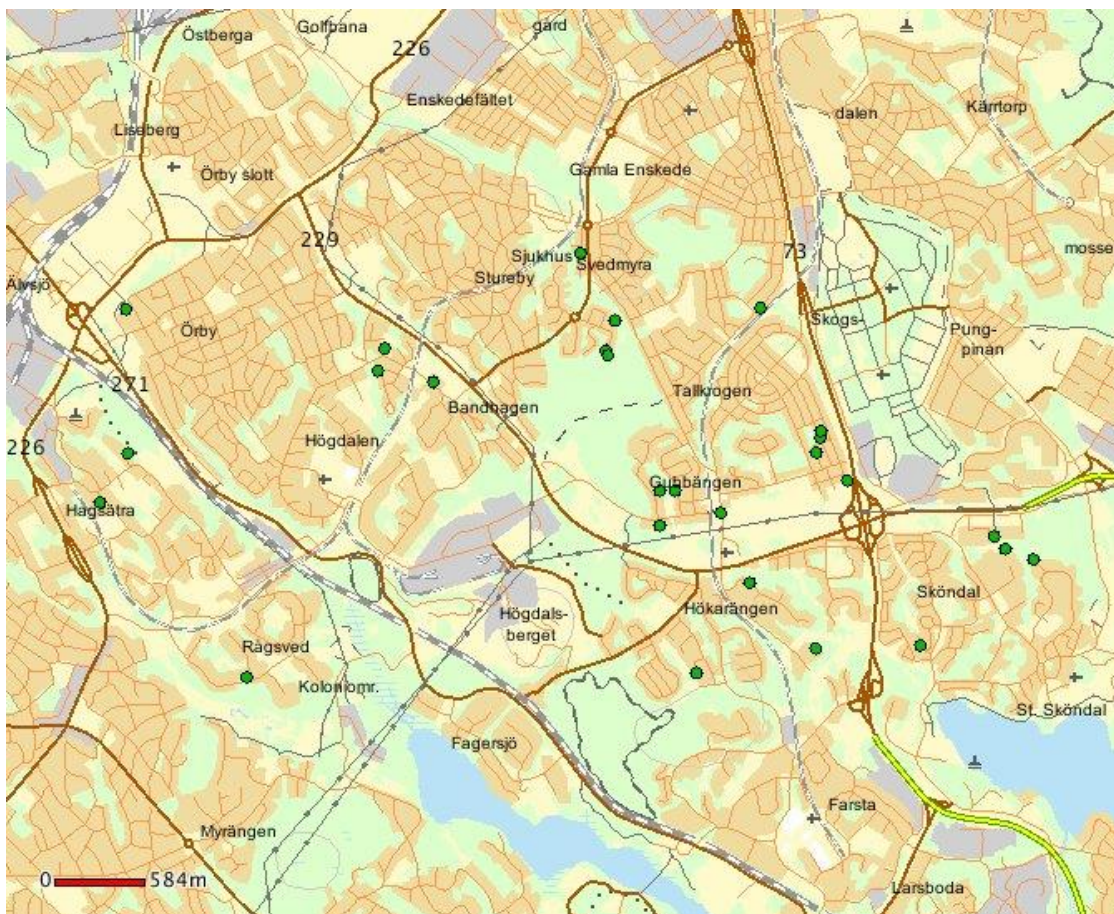 Golfbana
gård
Östberga
226
Enskedefältet
Kärrtorp
dalen
Liseberg
Örby slott
Gamla Enskede
229
73
mosse
Sjukhus
Svedmyra
Stureby
Älvsjö
Örby
Skogs-
Pung-
pinan
271
Tallkrogen
Bandhagen
226
Högdalen
Gubbängen
Hagsätra
Sköndal
Högdals-
berget
Hökarängen
Rågsved
Koloniomr.
St. Sköndal
Fagersjö
Farsta
Myrängen
0 584m
Larsboda